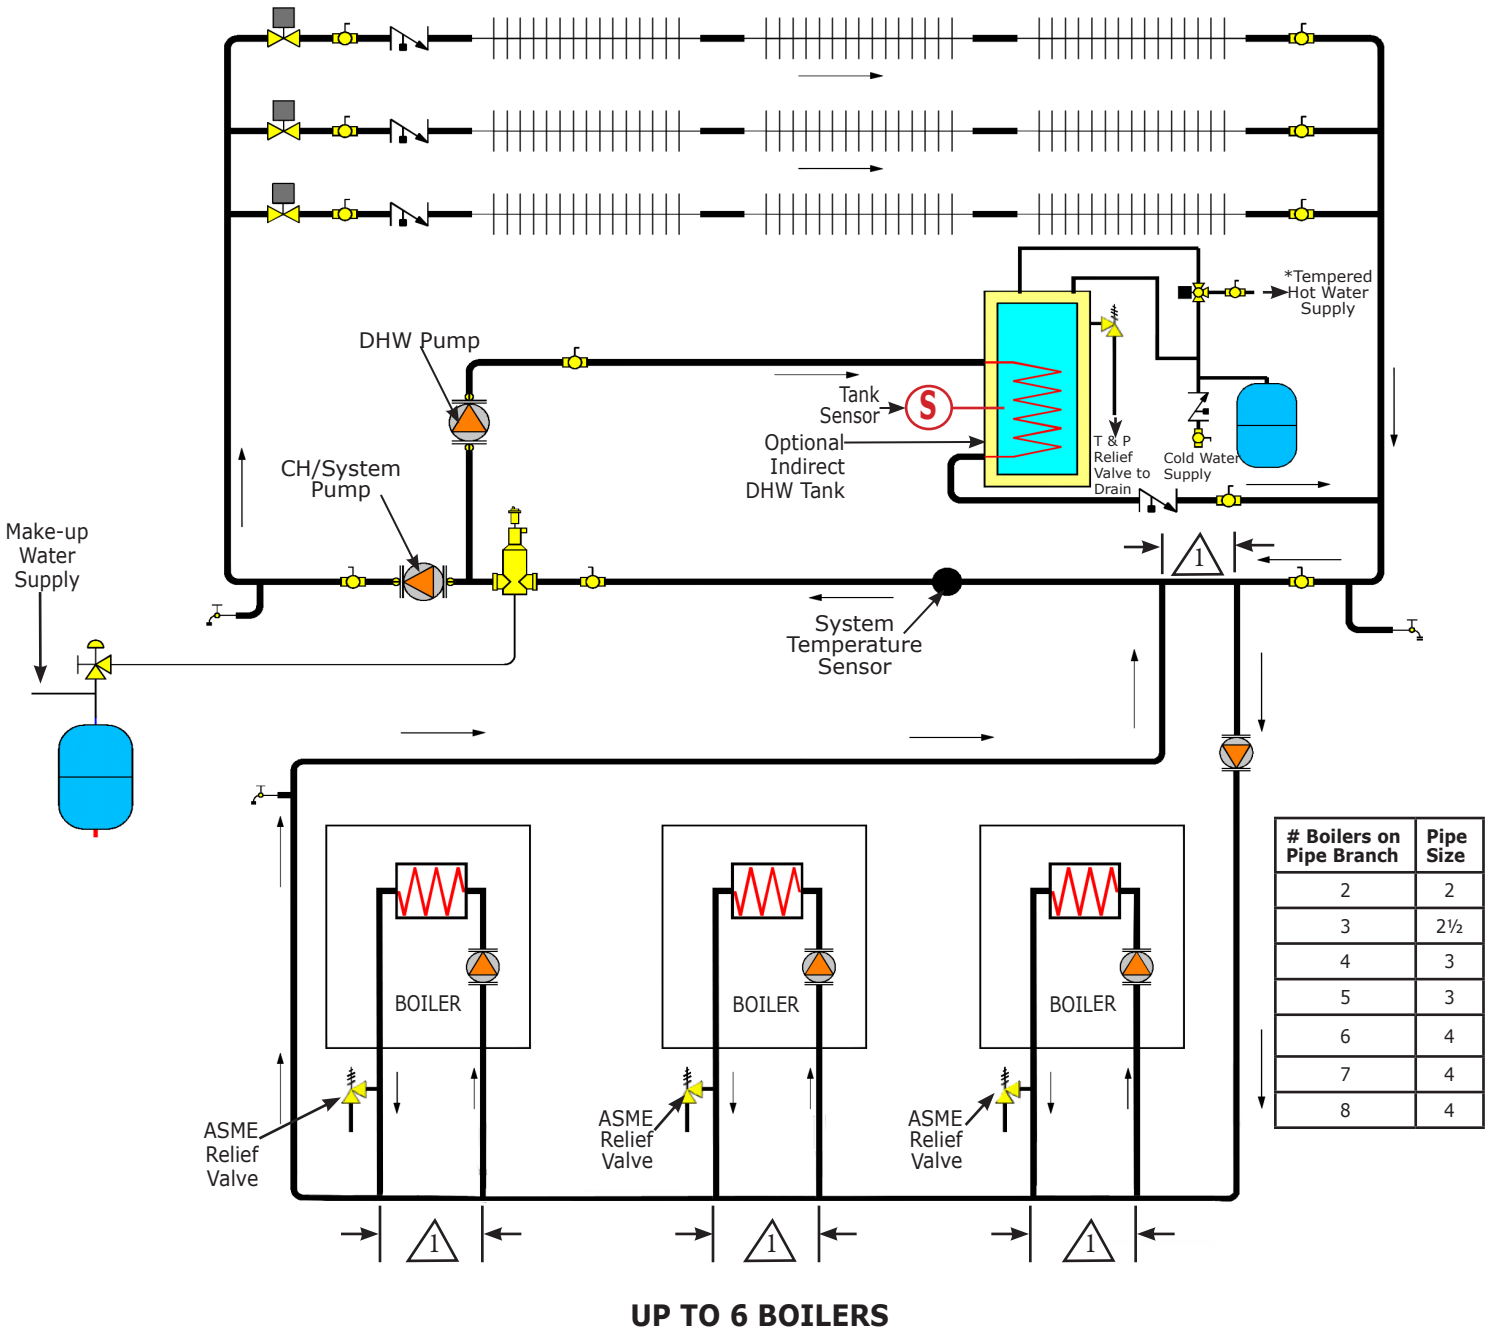 *Tempered
Hot Water
Supply
DHW Pump
Tank
Sensor
S
Optional
Indirect
DHW Tank
T & P
Relief
Valve to
Drain
Cold Water
Supply
CH/System
Pump
Make-up
Water
Supply
1
System
Temperature
Sensor
# Boilers on
Pipe Branch
Pipe
Size
2 2
3 2½
4 3
5 3
6 4
7 4
8 4
BOILER
BOILER
BOILER
ASME
Relief
Valve
ASME
Relief
Valve
ASME
Relief
Valve
1
1
1
UP TO 6 BOILERS